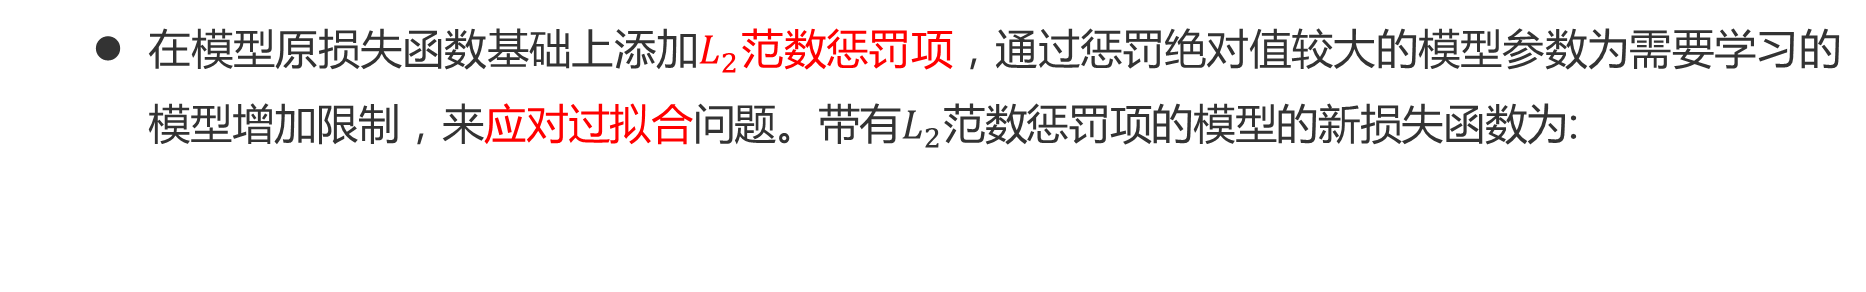 ● 在模型原损失函数基础上添加L₂范数惩罚项，通过惩罚绝对值较大的模型参数为需要学习的
模型增加限制，来应对过拟合问题。带有L₂范数惩罚项的模型的新损失函数为: